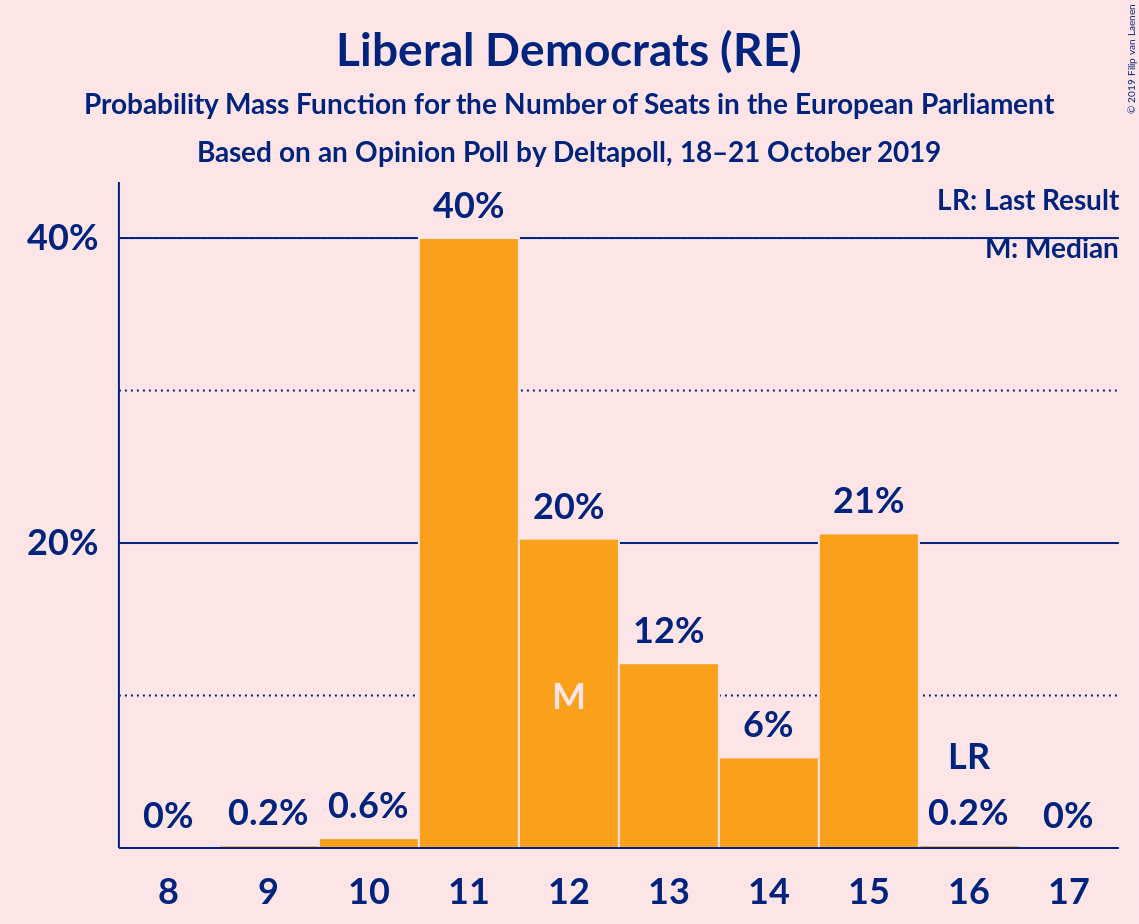 Liberal Democrats (RE)
Probability Mass Function for the Number of Seats in the European Parliament
Based on an Opinion Poll by Deltapoll, 18–21 October 2019
© 2019 Filip van Laenen
LR: Last Result
M: Median
40%
20%
0%
0.2%
0.6%
40%
20%
M
12%
6%
21%
LR
0.2%
0%
8 9 10 11 12 13 14 15 16 17